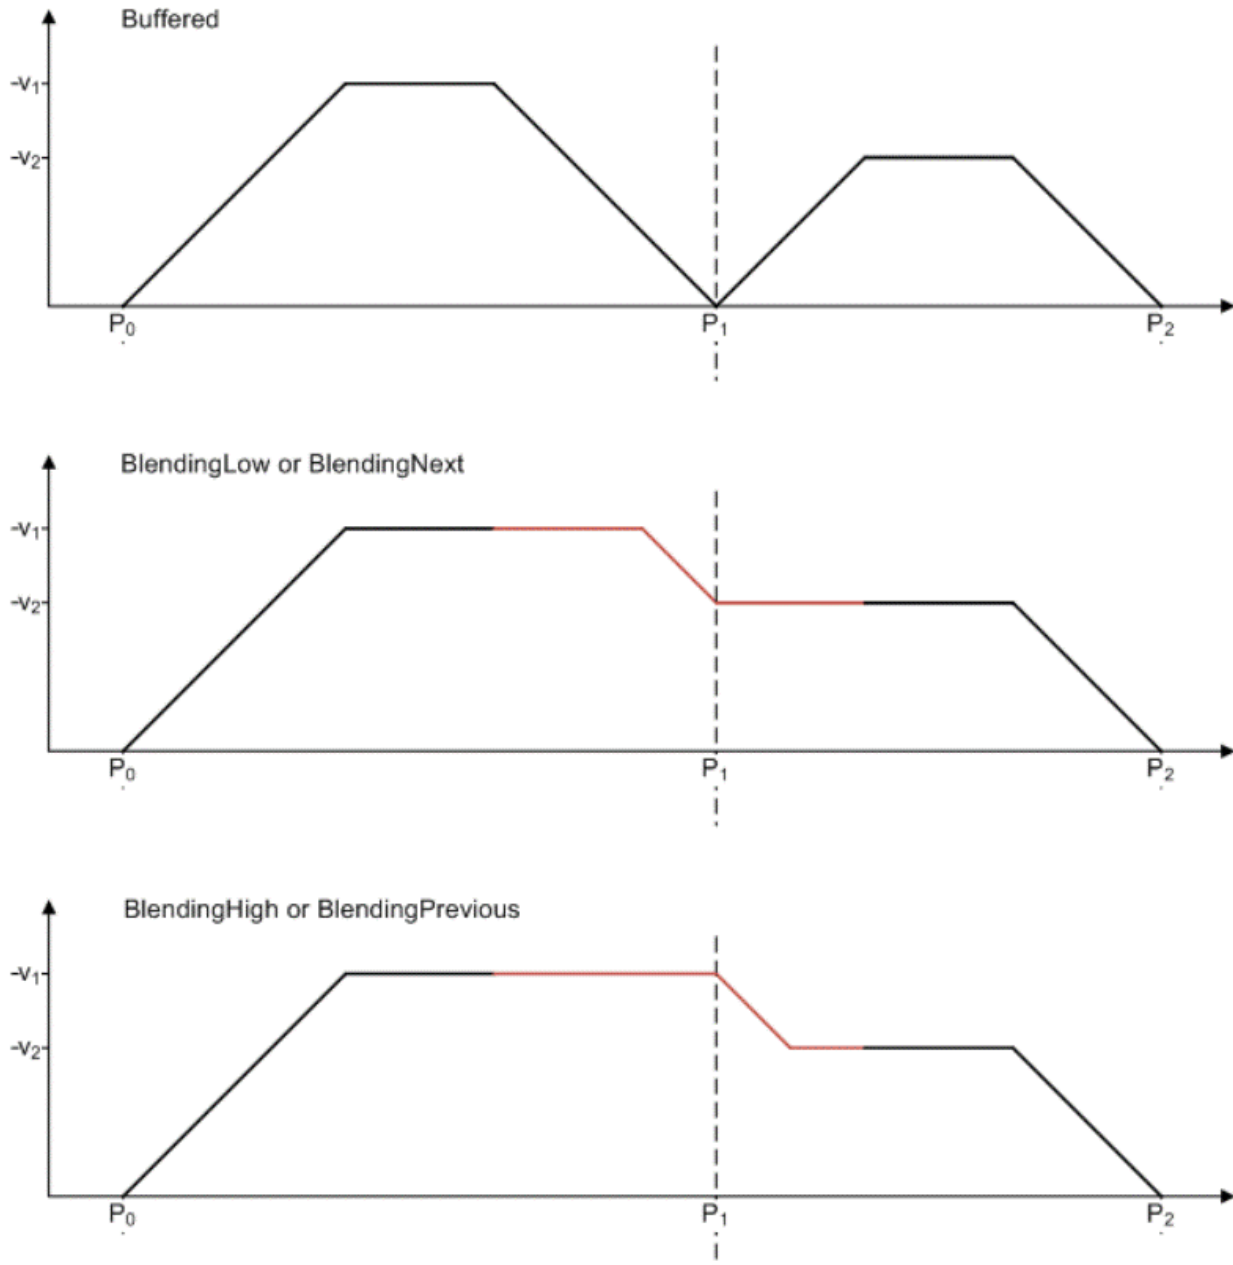 Buffered
-v₁
-v₂
P₀ P₁ P₂
BlendingLow or BlendingNext
-v₁
-v₂
P₀ P₁ P₂
BlendingHigh or BlendingPrevious
-v₁
-v₂
P₀ P₁ P₂